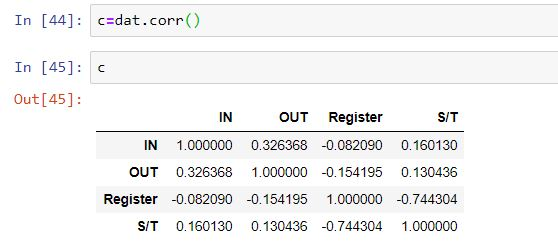 In [44]: c=dat.corr()
In [45]: c
Out[45]:
IN OUT Register S/T
IN 1.000000 0.326368 -0.082090 0.160130
OUT 0.326368 1.000000 -0.154195 0.130436
Register -0.082090 -0.154195 1.000000 -0.744304
S/T 0.160130 0.130436 -0.744304 1.000000